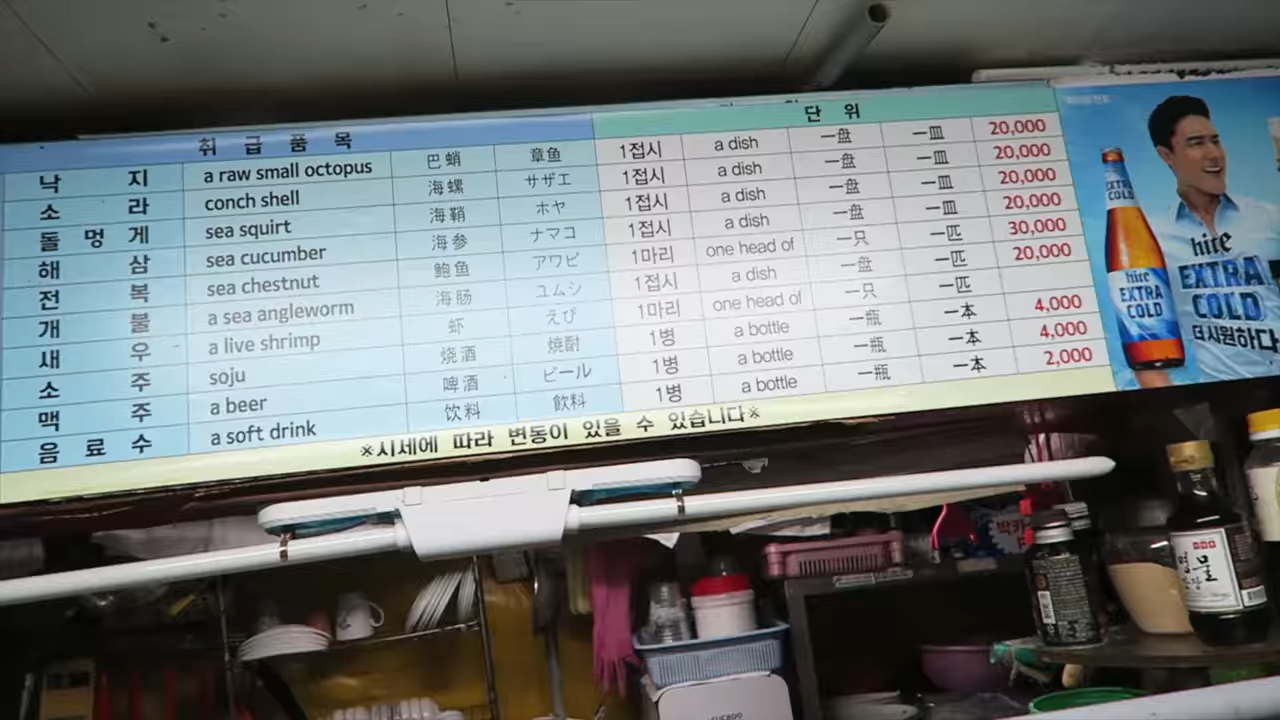 취급품목 단위
낙지 a raw small octopus 巴蛸 章鱼 1접시 a dish 一盘 一皿 20,000
소라 conch shell 海螺 サザエ 1접시 a dish 一盘 一皿 20,000
돌멍게 sea squirt 海鞘 ホヤ 1접시 a dish 一盘 一皿 20,000
해삼 sea cucumber 海参 ナマコ 1접시 a dish 一盘 一皿 20,000
전복 sea chestnut 鲍鱼 アワビ 1마리 one head of 一只 一匹 30,000
개불 a sea angleworm 海肠 ユムシ 1접시 a dish 一盘 一匹 20,000
새우 a live shrimp 虾 えび 1마리 one head of 一只 一匹
소주 soju 烧酒 焼酎 1병 a bottle 一瓶 一本 4,000
맥주 a beer 啤酒 ビール 1병 a bottle 一瓶 一本 4,000
음료수 a soft drink 饮料 飲料 1병 a bottle 一瓶 一本 2,000
※시세에 따라 변동이 있을 수 있습니다※
EXTRA
COLD
hite
EXTRA
COLD
hite
EXTRA
COLD
더 시원하다
명물